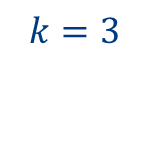 k = 3